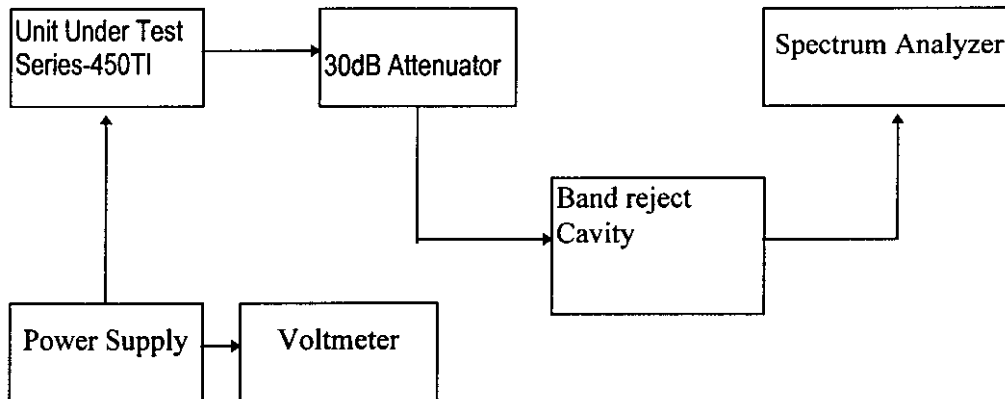 Unit Under Test
Series-450TI
30dB Attenuator
Spectrum Analyzer
Band reject
Cavity
Power Supply
Voltmeter